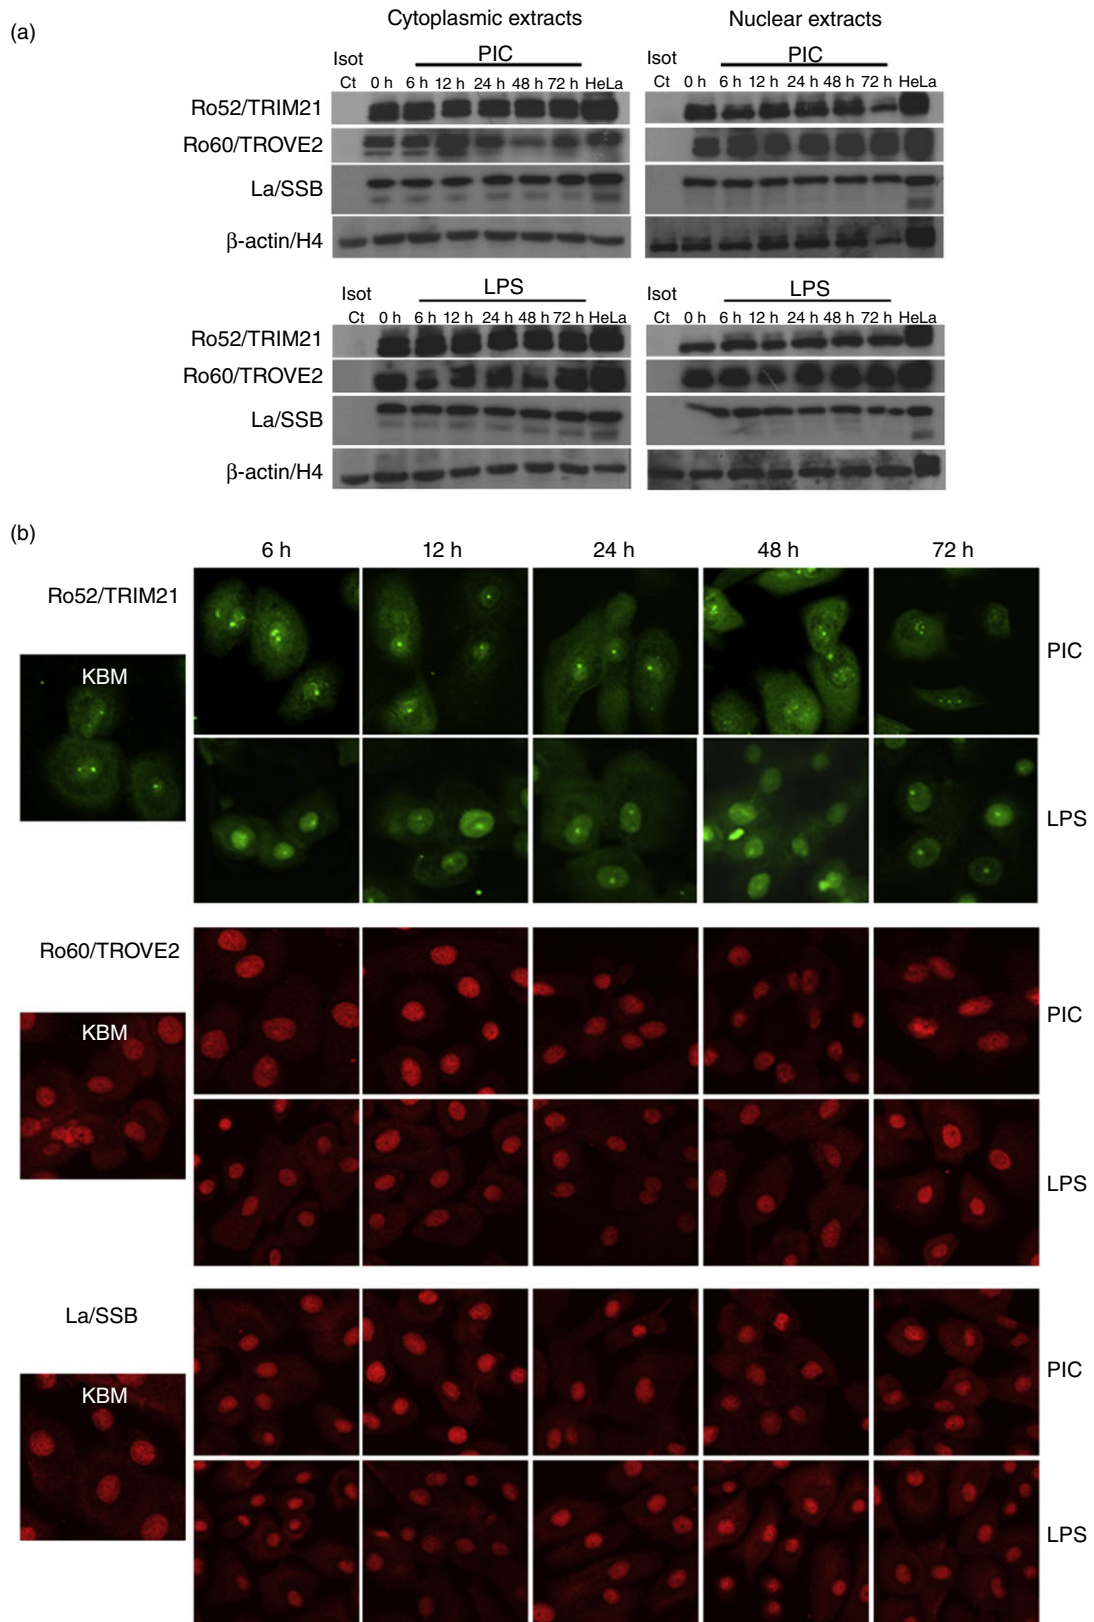 (a)
Cytoplasmic extracts
Nuclear extracts
Isot
Ct
PIC
0 h 6 h 12 h 24 h 48 h 72 h HeLa
Isot
Ct
PIC
0 h 6 h 12 h 24 h 48 h 72 h HeLa
Ro52/TRIM21
Ro60/TROVE2
La/SSB
β-actin/H4
Isot
Ct
LPS
0 h 6 h 12 h 24 h 48 h 72 h HeLa
Isot
Ct
LPS
0 h 6 h 12 h 24 h 48 h 72 h HeLa
Ro52/TRIM21
Ro60/TROVE2
La/SSB
β-actin/H4
(b)
6 h 12 h 24 h 48 h 72 h
Ro52/TRIM21
KBM
PIC
LPS
Ro60/TROVE2
KBM
PIC
LPS
La/SSB
KBM
PIC
LPS